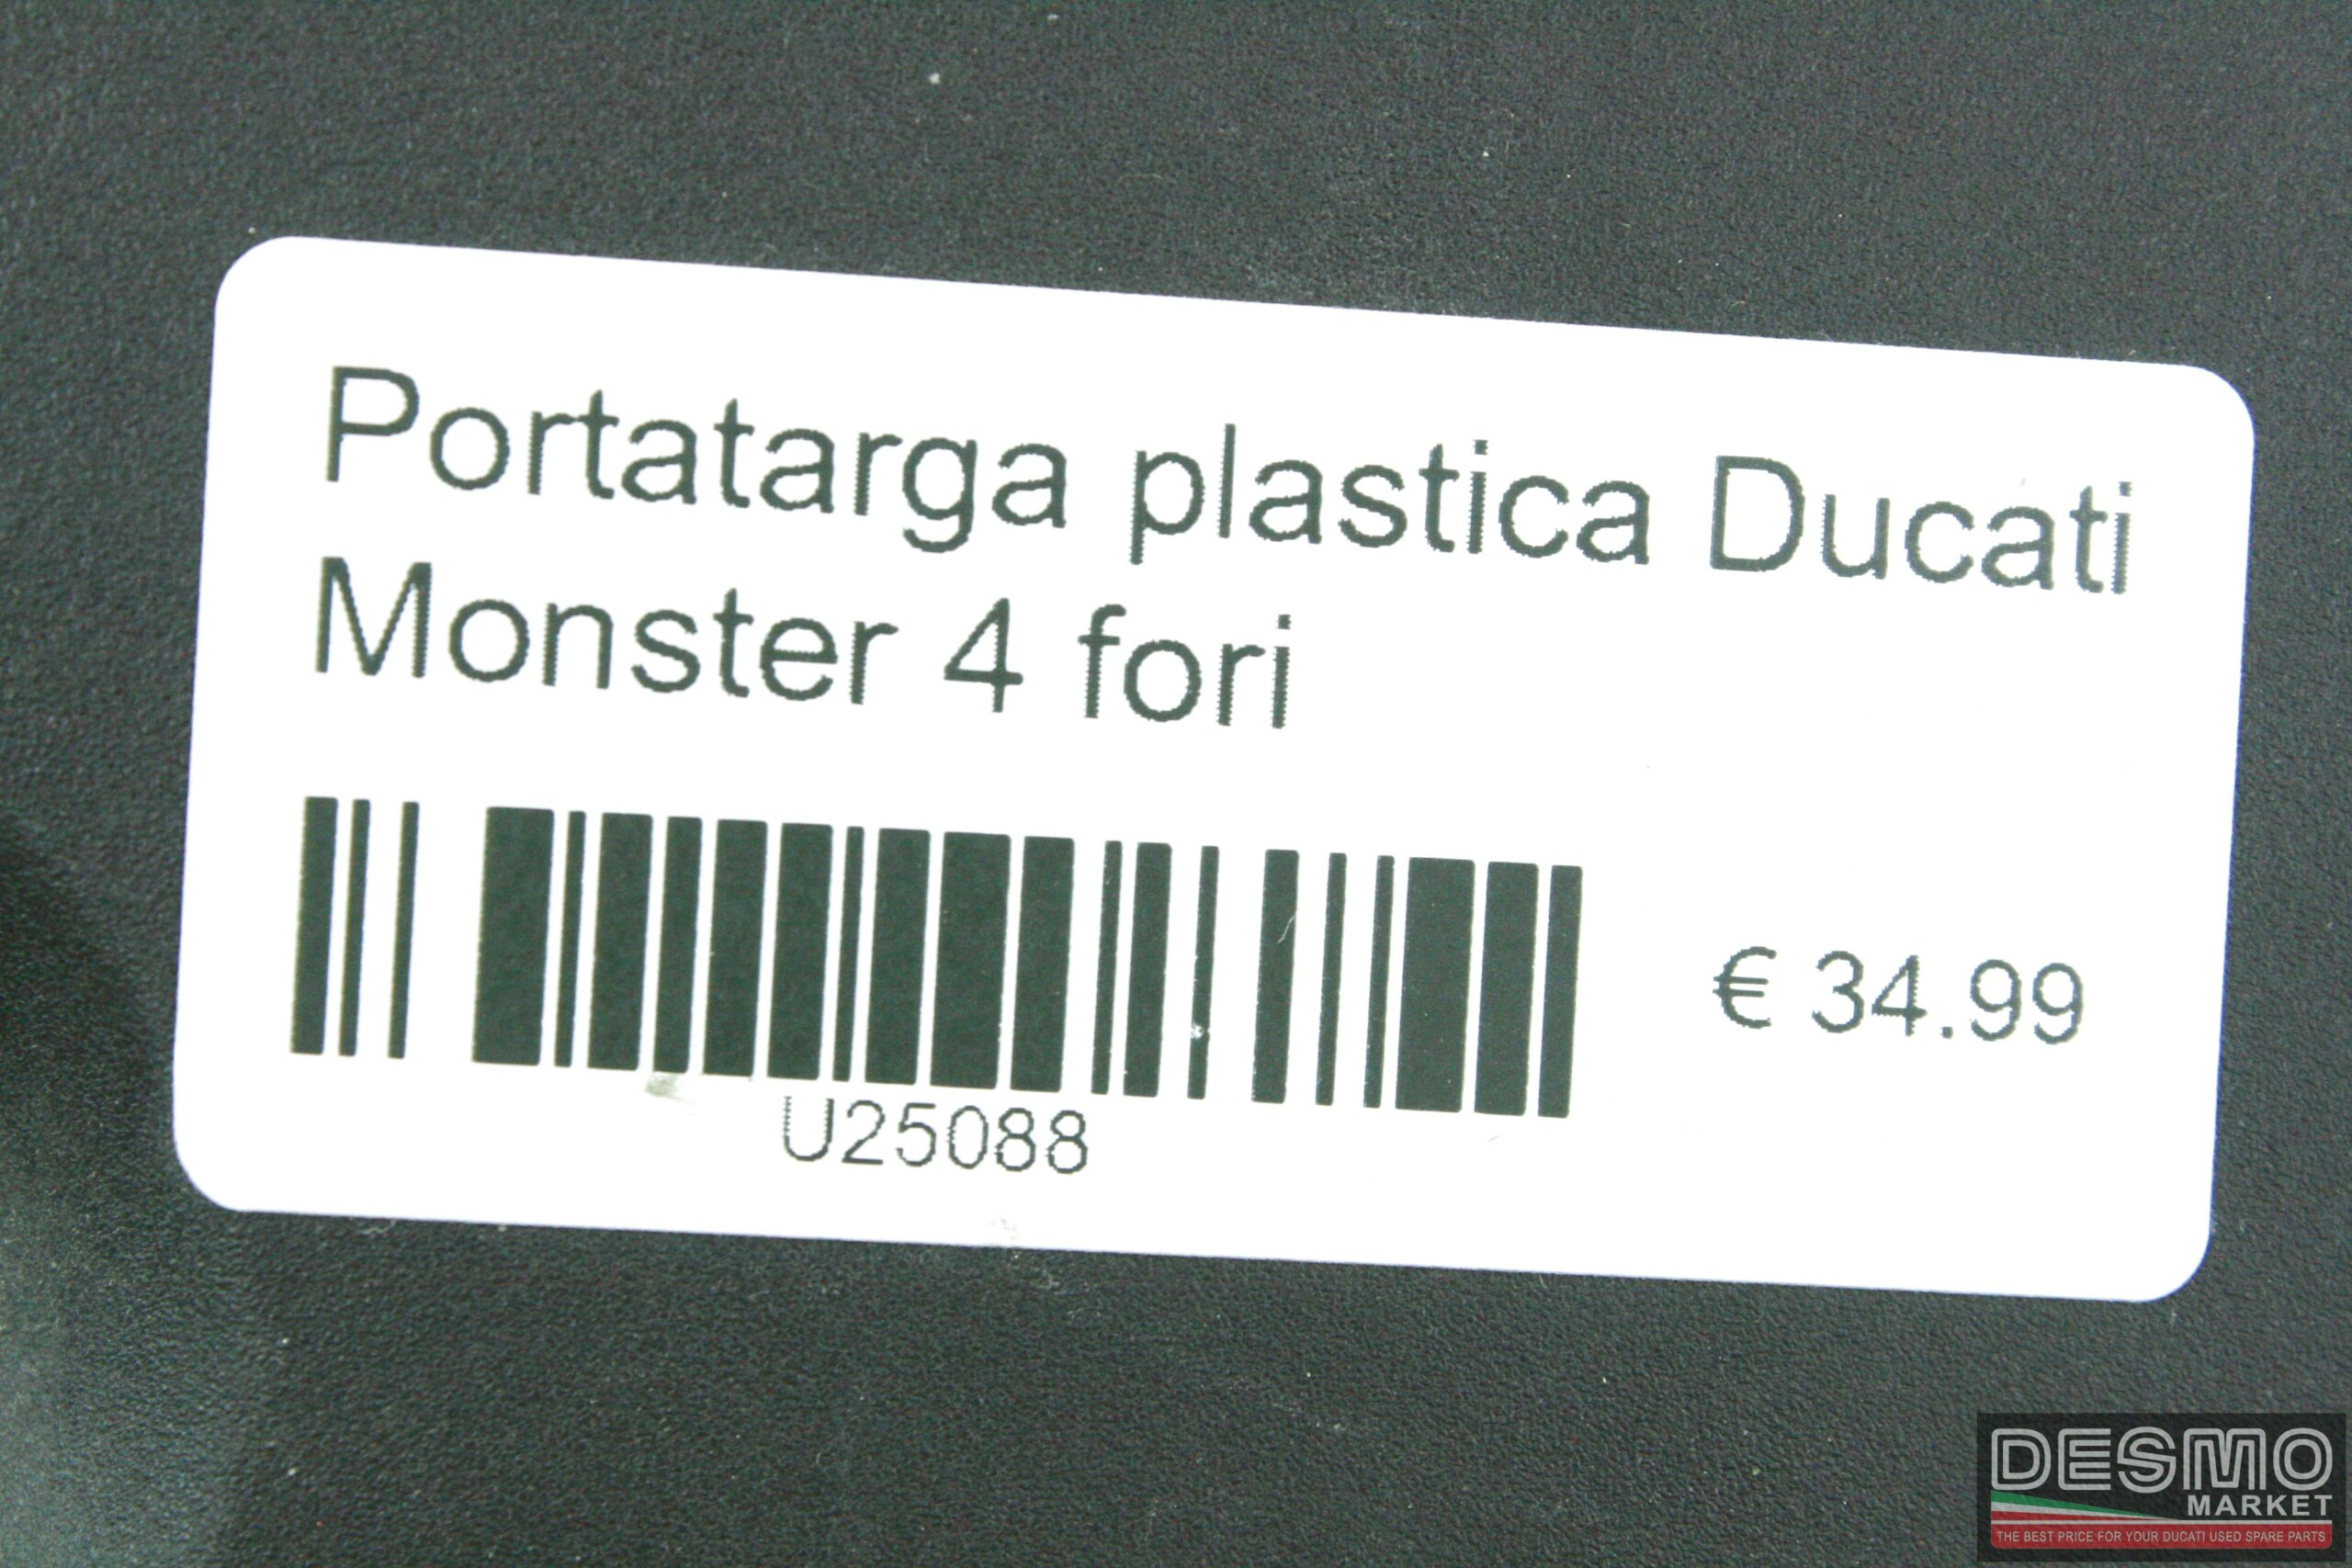 Portatarga plastica Ducati
Monster 4 fori
€ 34.99
U25088
DESMO
MARKET
THE BEST PRICE FOR YOUR DUCATI USED SPARE PARTS